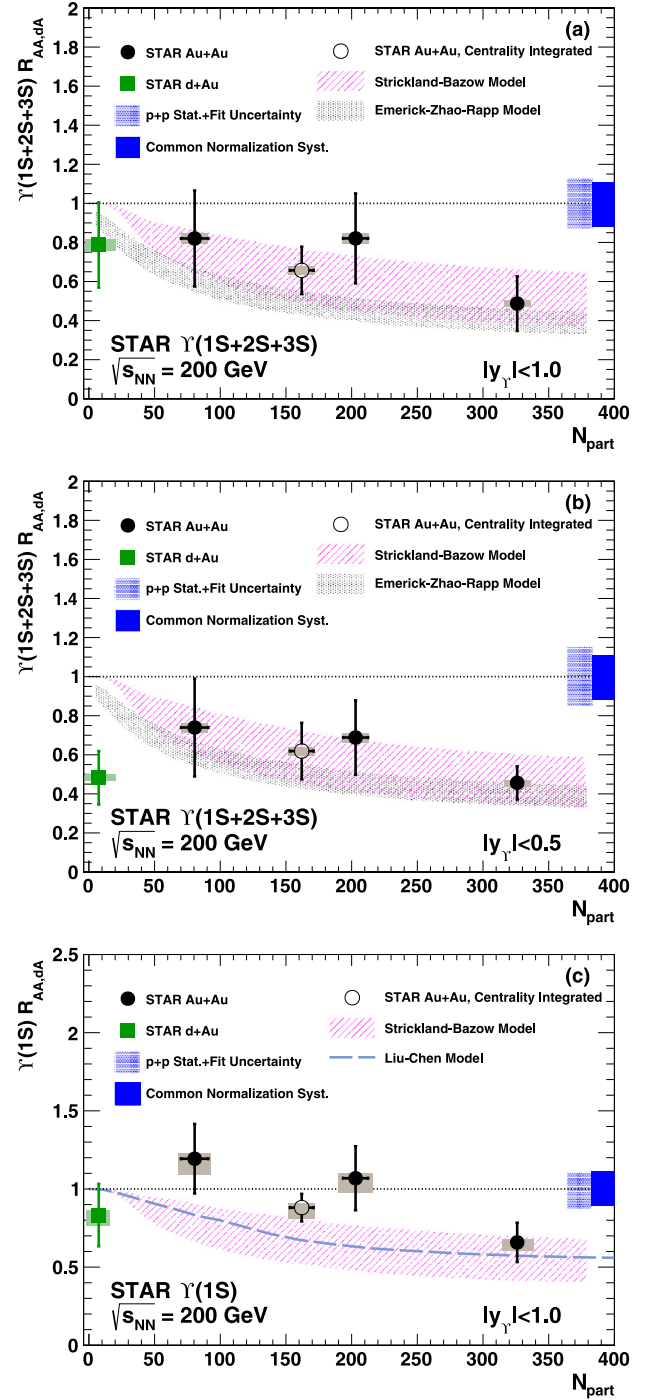 (a)
Υ(1S+2S+3S) R_AA,dA
2
1.8
1.6
1.4
1.2
1
0.8
0.6
0.4
0.2
0
STAR Au+Au
STAR d+Au
p+p Stat.+Fit Uncertainty
Common Normalization Syst.
STAR Au+Au, Centrality Integrated
Strickland-Bazow Model
Emerick-Zhao-Rapp Model
STAR Υ(1S+2S+3S)
√s_NN = 200 GeV
|y_Υ|<1.0
0 50 100 150 200 250 300 350 400
N_part
(b)
Υ(1S+2S+3S) R_AA,dA
2
1.8
1.6
1.4
1.2
1
0.8
0.6
0.4
0.2
0
STAR Au+Au
STAR d+Au
p+p Stat.+Fit Uncertainty
Common Normalization Syst.
STAR Au+Au, Centrality Integrated
Strickland-Bazow Model
Emerick-Zhao-Rapp Model
STAR Υ(1S+2S+3S)
√s_NN = 200 GeV
|y_Υ|<0.5
0 50 100 150 200 250 300 350 400
N_part
(c)
Υ(1S) R_AA,dA
2.5
2
1.5
1
0.5
0
STAR Au+Au
STAR d+Au
p+p Stat.+Fit Uncertainty
Common Normalization Syst.
STAR Au+Au, Centrality Integrated
Strickland-Bazow Model
Liu-Chen Model
STAR Υ(1S)
√s_NN = 200 GeV
|y_Υ|<1.0
0 50 100 150 200 250 300 350 400
N_part